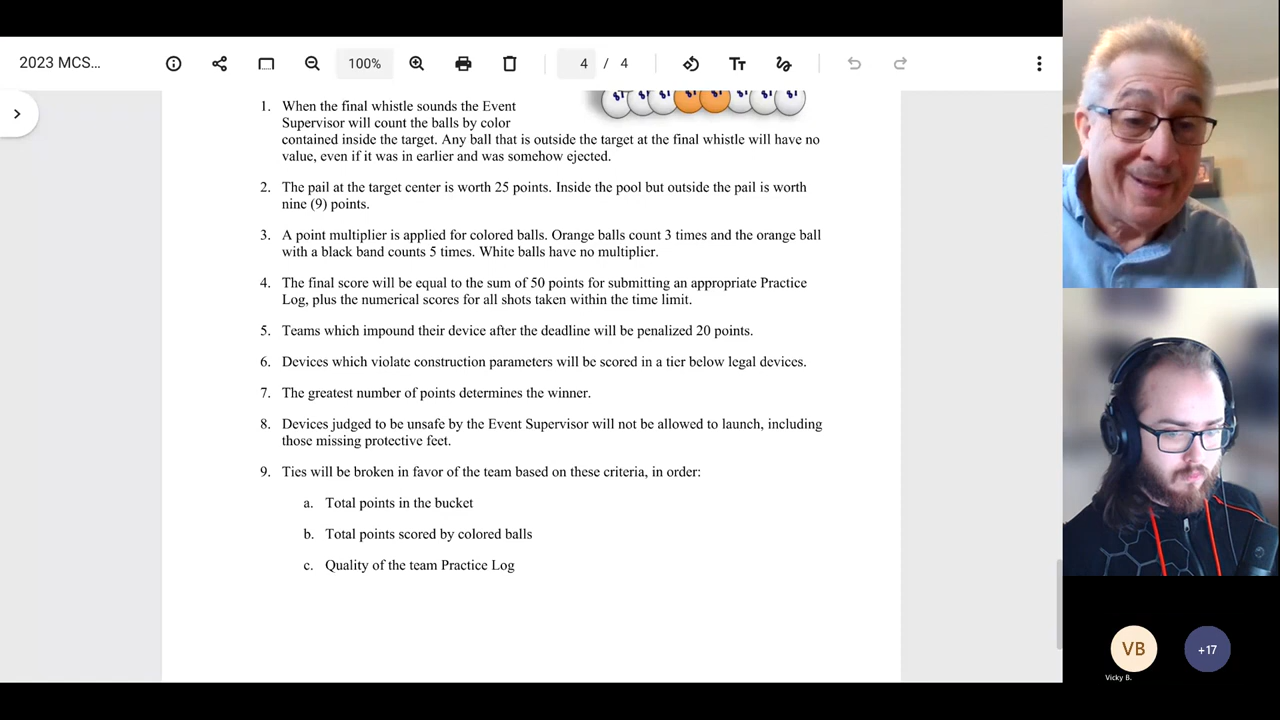 2023 MCS...
100%
4 / 4
1. When the final whistle sounds the Event
Supervisor will count the balls by color
contained inside the target. Any ball that is outside the target at the final whistle will have no
value, even if it was in earlier and was somehow ejected.
2. The pail at the target center is worth 25 points. Inside the pool but outside the pail is worth
nine (9) points.
3. A point multiplier is applied for colored balls. Orange balls count 3 times and the orange ball
with a black band counts 5 times. White balls have no multiplier.
4. The final score will be equal to the sum of 50 points for submitting an appropriate Practice
Log, plus the numerical scores for all shots taken within the time limit.
5. Teams which impound their device after the deadline will be penalized 20 points.
6. Devices which violate construction parameters will be scored in a tier below legal devices.
7. The greatest number of points determines the winner.
8. Devices judged to be unsafe by the Event Supervisor will not be allowed to launch, including
those missing protective feet.
9. Ties will be broken in favor of the team based on these criteria, in order:
a. Total points in the bucket
b. Total points scored by colored balls
c. Quality of the team Practice Log
VB
+17
Vicky B.